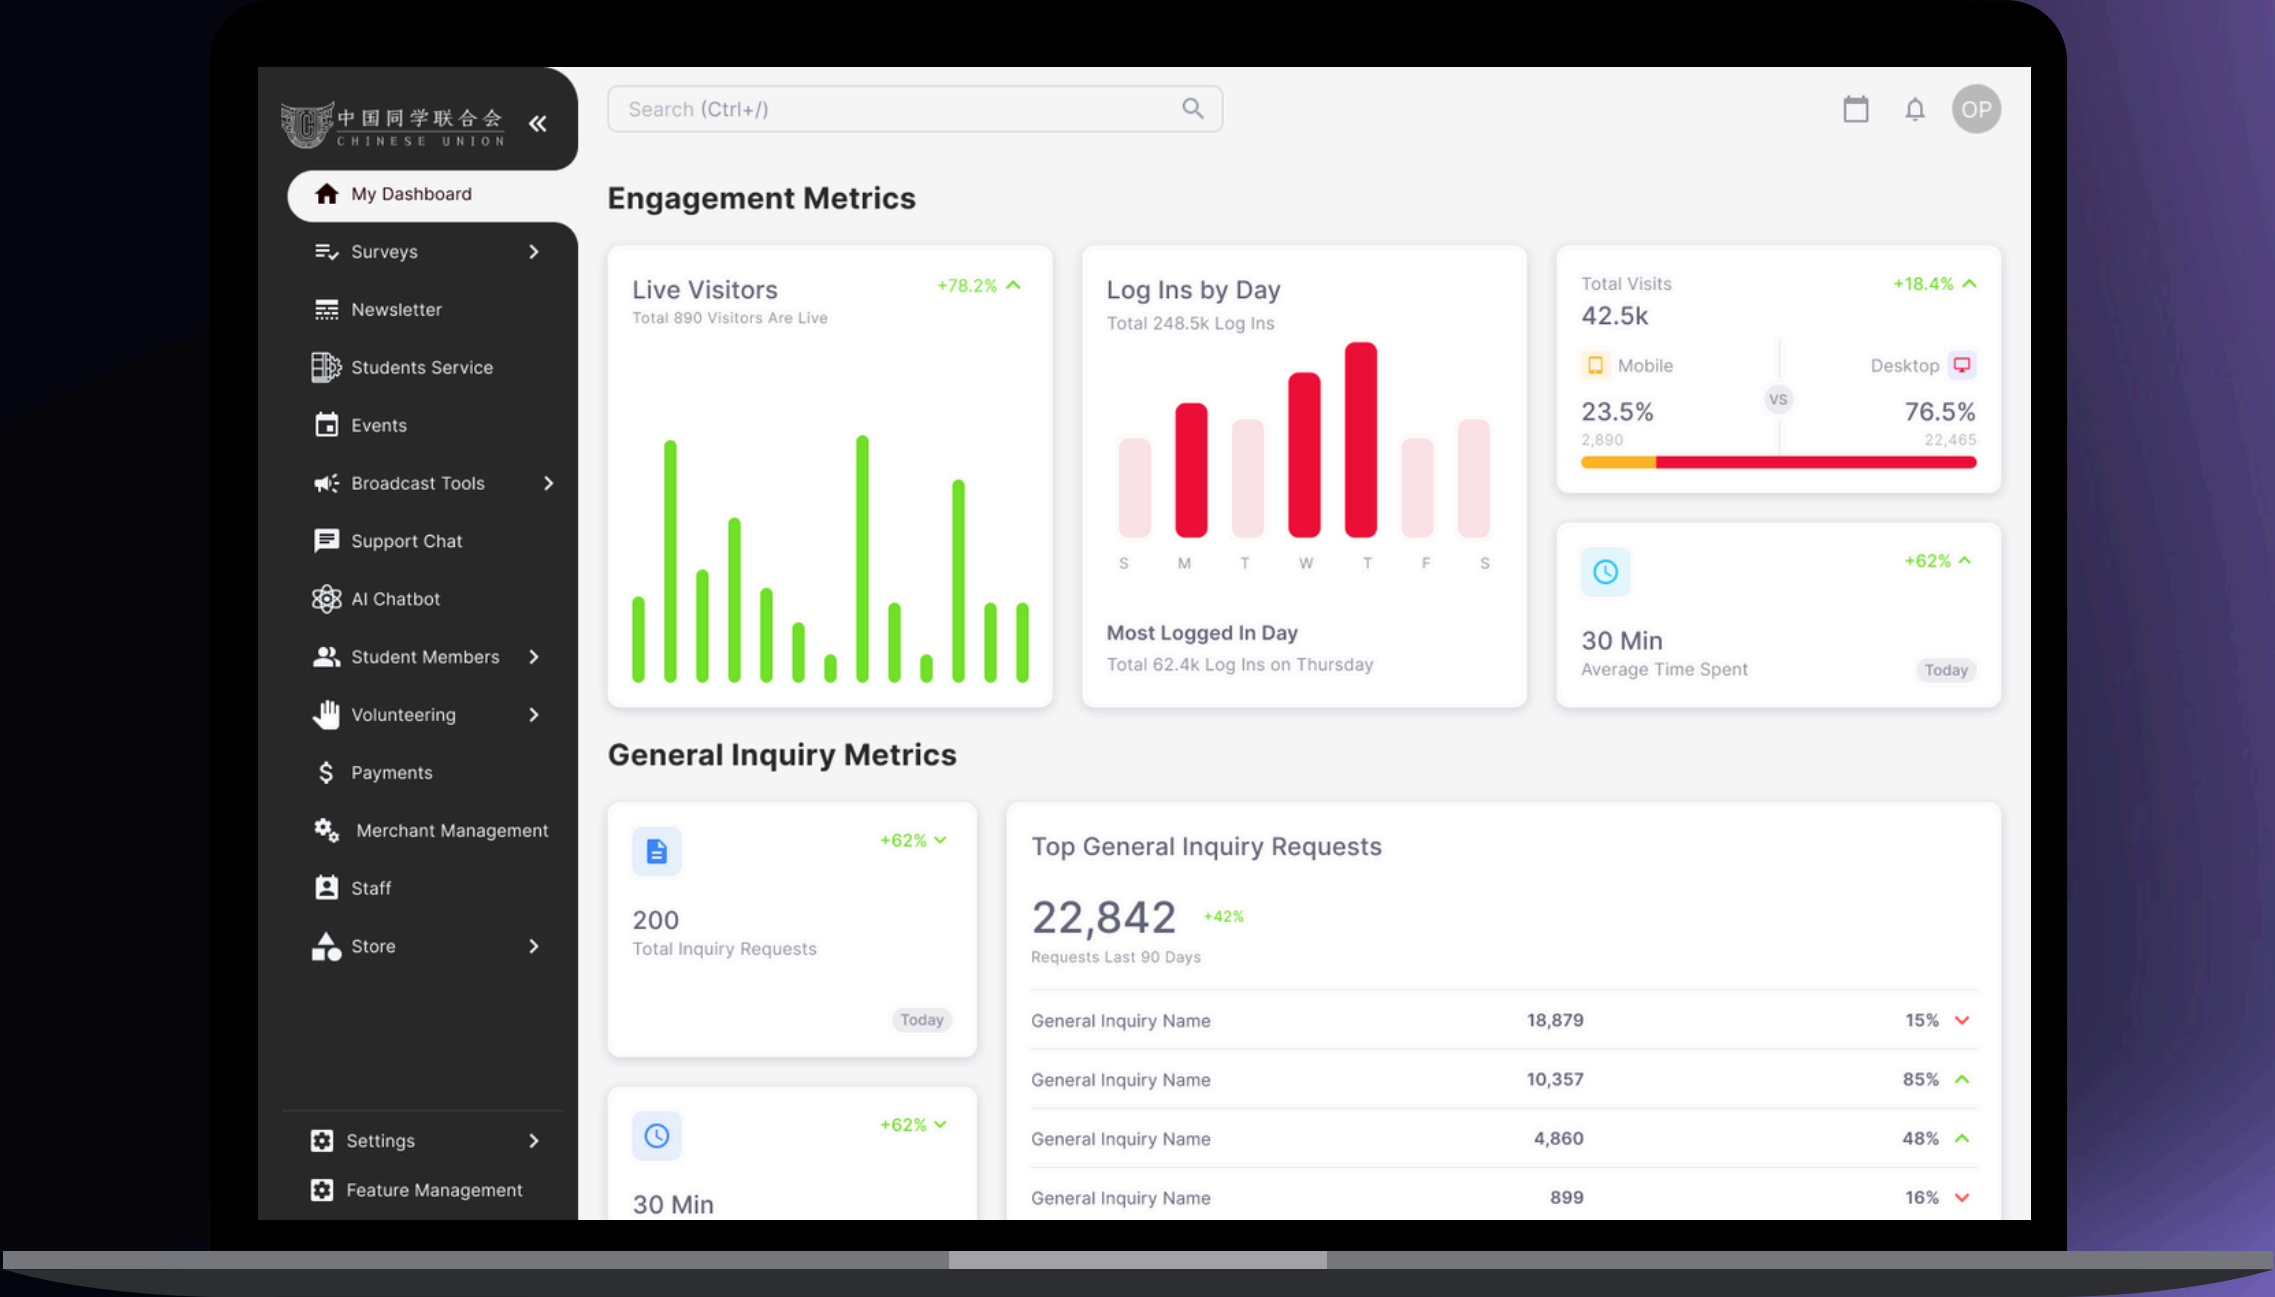 中国同学联合会
CHINESE UNION
My Dashboard
Surveys
Newsletter
Students Service
Events
Broadcast Tools
Support Chat
AI Chatbot
Student Members
Volunteering
Payments
Merchant Management
Staff
Store
Settings
Feature Management
Search (Ctrl+/)
OP
Engagement Metrics
Live Visitors
+78.2%
Total 890 Visitors Are Live
Log Ins by Day
Total 248.5k Log Ins
S M T W T F S
Most Logged In Day
Total 62.4k Log Ins on Thursday
Total Visits
+18.4%
42.5k
Mobile
Desktop
VS
23.5%
76.5%
2,890
22,465
+62%
30 Min
Average Time Spent
Today
General Inquiry Metrics
+62%
200
Total Inquiry Requests
Today
+62%
30 Min
Top General Inquiry Requests
22,842 +42%
Requests Last 90 Days
General Inquiry Name 18,879 15%
General Inquiry Name 10,357 85%
General Inquiry Name 4,860 48%
General Inquiry Name 899 16%